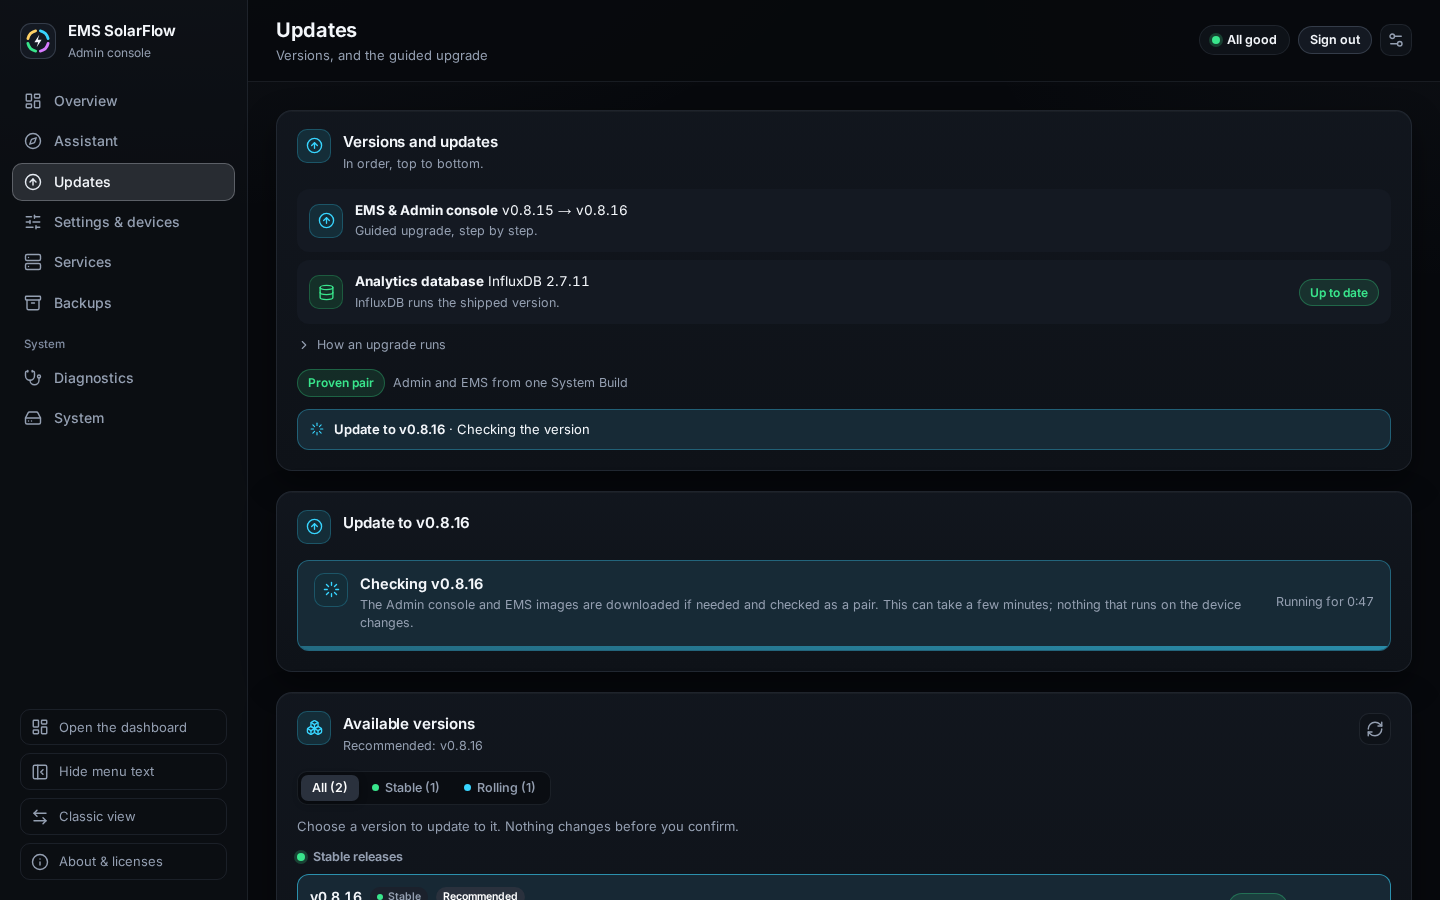 EMS SolarFlow
Admin console
Overview
Assistant
Updates
Settings & devices
Services
Backups
System
Diagnostics
System
Open the dashboard
Hide menu text
Classic view
About & licenses
Updates
Versions, and the guided upgrade
All good
Sign out
Versions and updates
In order, top to bottom.
EMS & Admin console v0.8.15 → v0.8.16
Guided upgrade, step by step.
Analytics database InfluxDB 2.7.11
InfluxDB runs the shipped version.
Up to date
How an upgrade runs
Proven pair Admin and EMS from one System Build
Update to v0.8.16 · Checking the version
Update to v0.8.16
Checking v0.8.16
The Admin console and EMS images are downloaded if needed and checked as a pair. This can take a few minutes; nothing that runs on the device
changes.
Running for 0:47
Available versions
Recommended: v0.8.16
All (2) Stable (1) Rolling (1)
Choose a version to update to it. Nothing changes before you confirm.
Stable releases
v0.8.16 Stable Recommended